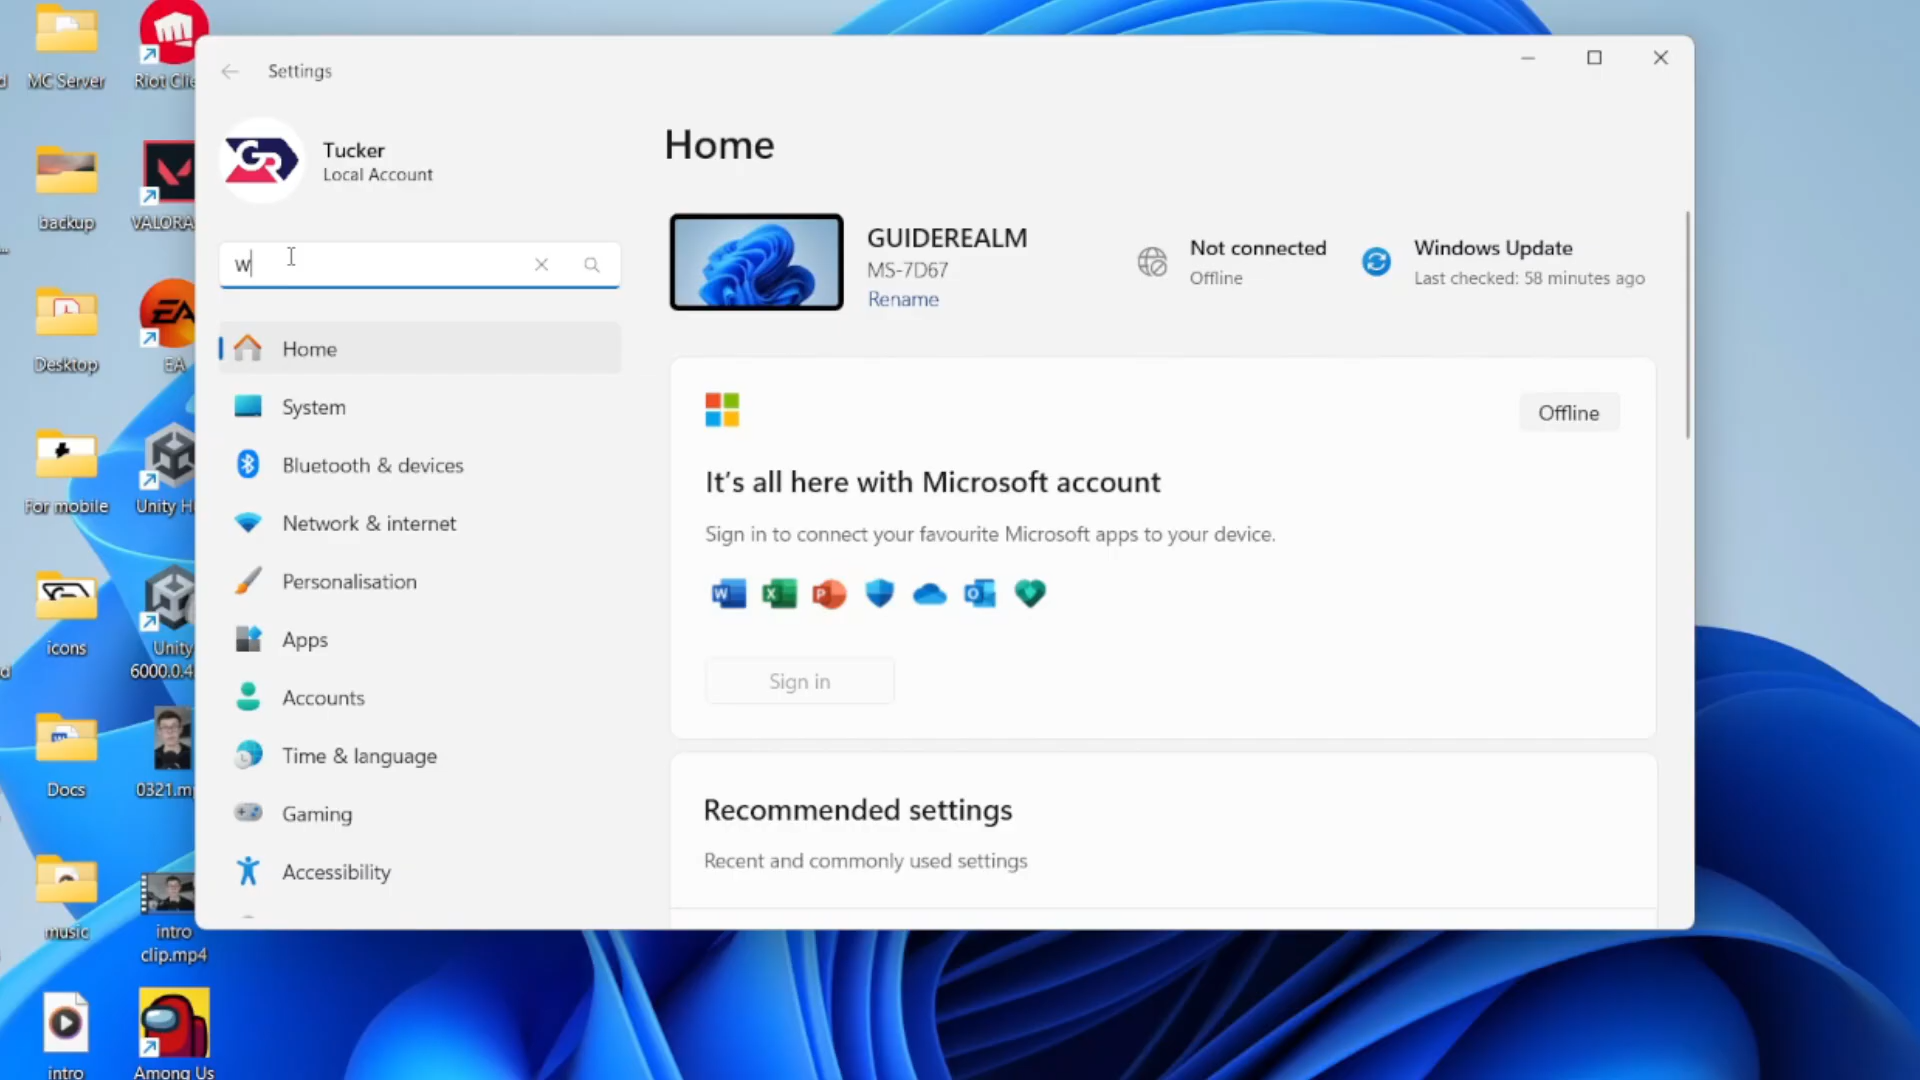 MC Server
Riot Clie
backup
VALORA
Desktop
EA
For mobile
Unity H
icons
Unity
6000.0.4
Docs
0321.m
music
intro
clip.mp4
intro
Among Us
Settings
Tucker
Local Account
w
Home
System
Bluetooth & devices
Network & internet
Personalisation
Apps
Accounts
Time & language
Gaming
Accessibility
Home
GUIDEREALM
MS-7D67
Rename
Not connected
Offline
Windows Update
Last checked: 58 minutes ago
Offline
It's all here with Microsoft account
Sign in to connect your favourite Microsoft apps to your device.
Sign in
Recommended settings
Recent and commonly used settings